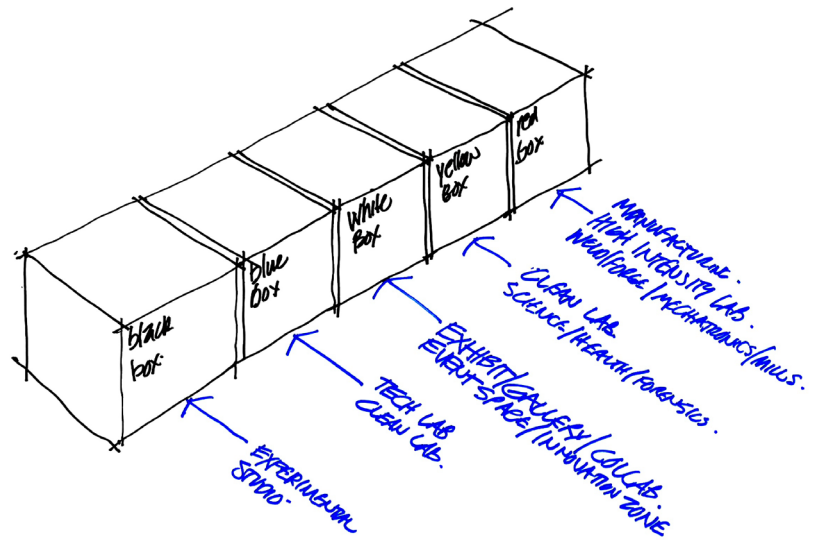 black
box.
blue
box
white
box
yellow
box
red
box.
EXPERIMENTAL
STUDIO.
TECH LAB
CLEAN LAB.
EXHIBIT/GALLERY/COLLAB.
EVENT SPACE/INNOVATION ZONE
CLEAN LAB
SCIENCE/HEALTH/FORENSICS.
MANUFACTURING.
HIGH INTENSITY LAB.
WELD/FORGE/MECHATRONICS/MILLS.